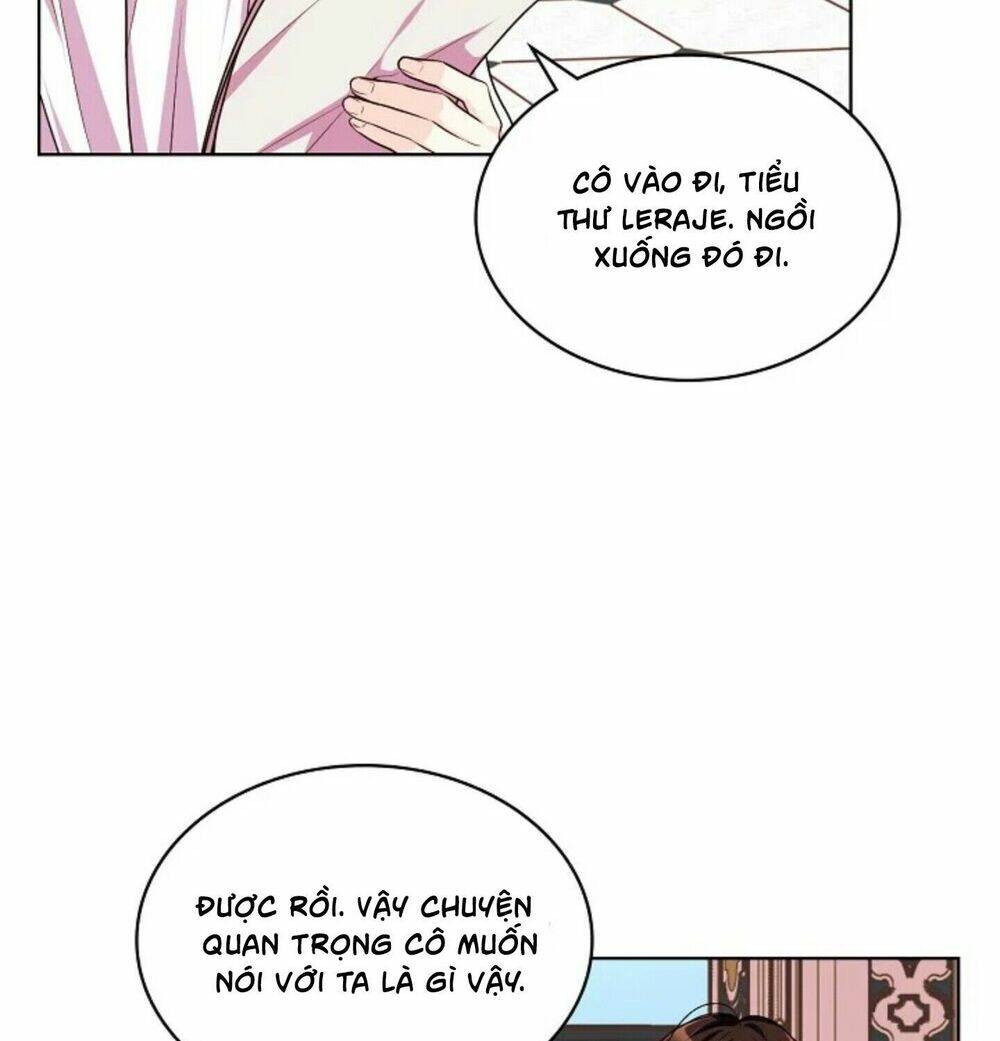 CÔ VÀO ĐI, TIỂU
THƯ LERAJE. NGỒI
XUỐNG ĐÓ ĐI.
ĐƯỢC RỒI. VẬY CHUYỆN
QUAN TRỌNG CÔ MUỐN
NÓI VỚI TA LÀ GÌ VẬY.